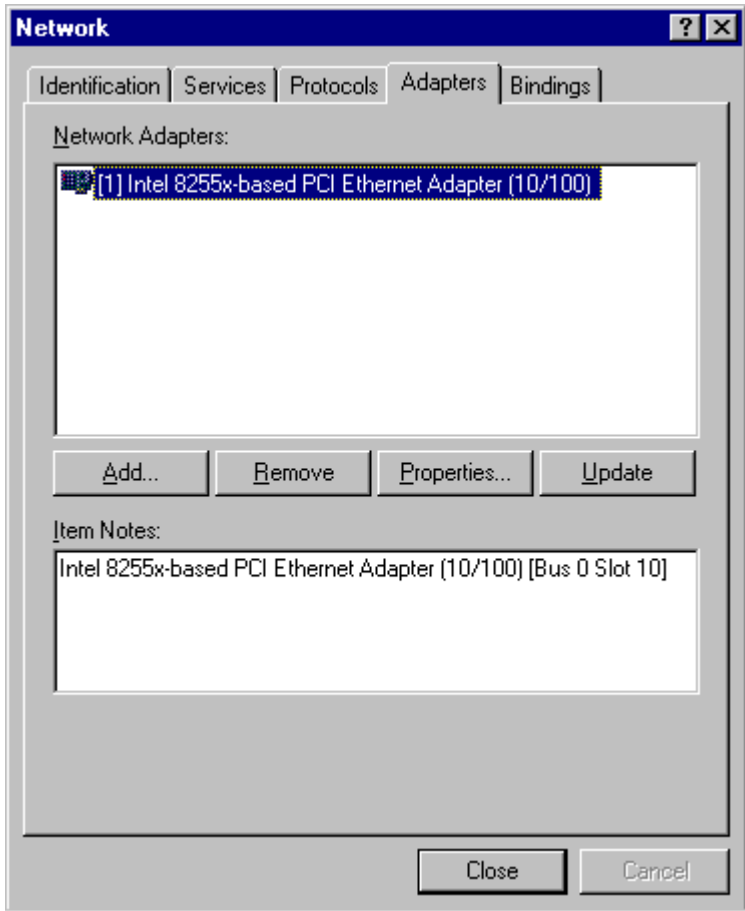 Network
Identification Services Protocols Adapters Bindings
Network Adapters:
[1] Intel 8255x-based PCI Ethernet Adapter (10/100)
Add... Remove Properties... Update
Item Notes:
Intel 8255x-based PCI Ethernet Adapter (10/100) [Bus 0 Slot 10]
Close Cancel